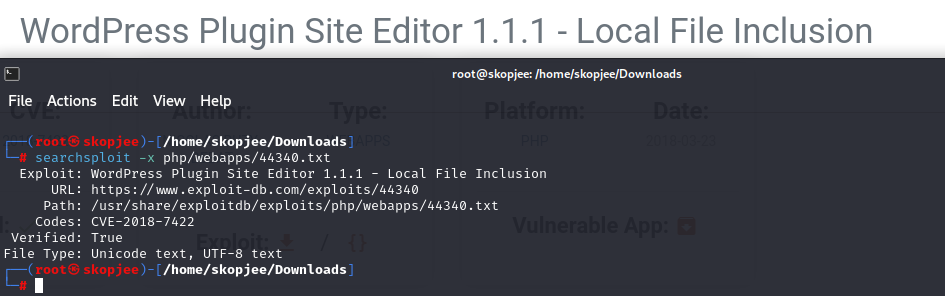 WordPress Plugin Site Editor 1.1.1 - Local File Inclusion
root@skopjee: /home/skopjee/Downloads
File Actions Edit View Help
CVE: Author: Type: Platform: Date:
PHP
┌──(root㉿skopjee)-[/home/skopjee/Downloads]
└─# searchsploit -x php/webapps/44340.txt
Exploit: WordPress Plugin Site Editor 1.1.1 - Local File Inclusion
URL: https://www.exploit-db.com/exploits/44340
Path: /usr/share/exploitdb/exploits/php/webapps/44340.txt
Codes: CVE-2018-7422
Verified: True
File Type: Unicode text, UTF-8 text
Exploit: / {}
Vulnerable App:
┌──(root㉿skopjee)-[/home/skopjee/Downloads]
└─#